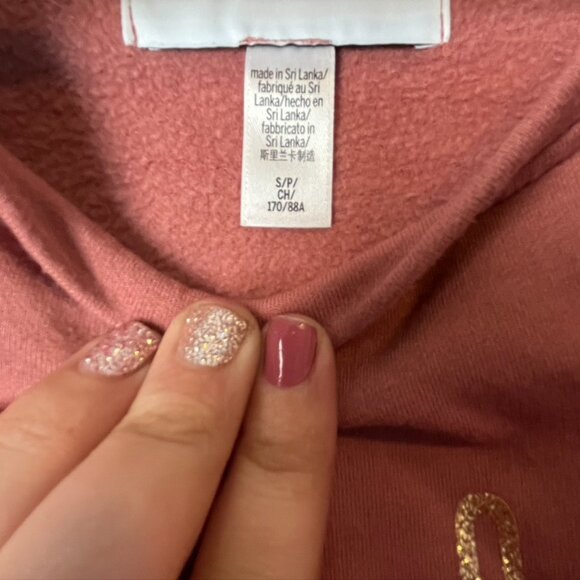 made in Sri Lanka/
fabriqué au Sri
Lanka/hecho en
Sri Lanka/
fabbricato in
Sri Lanka/
斯里兰卡制造
S/P/
CH/
170/88A